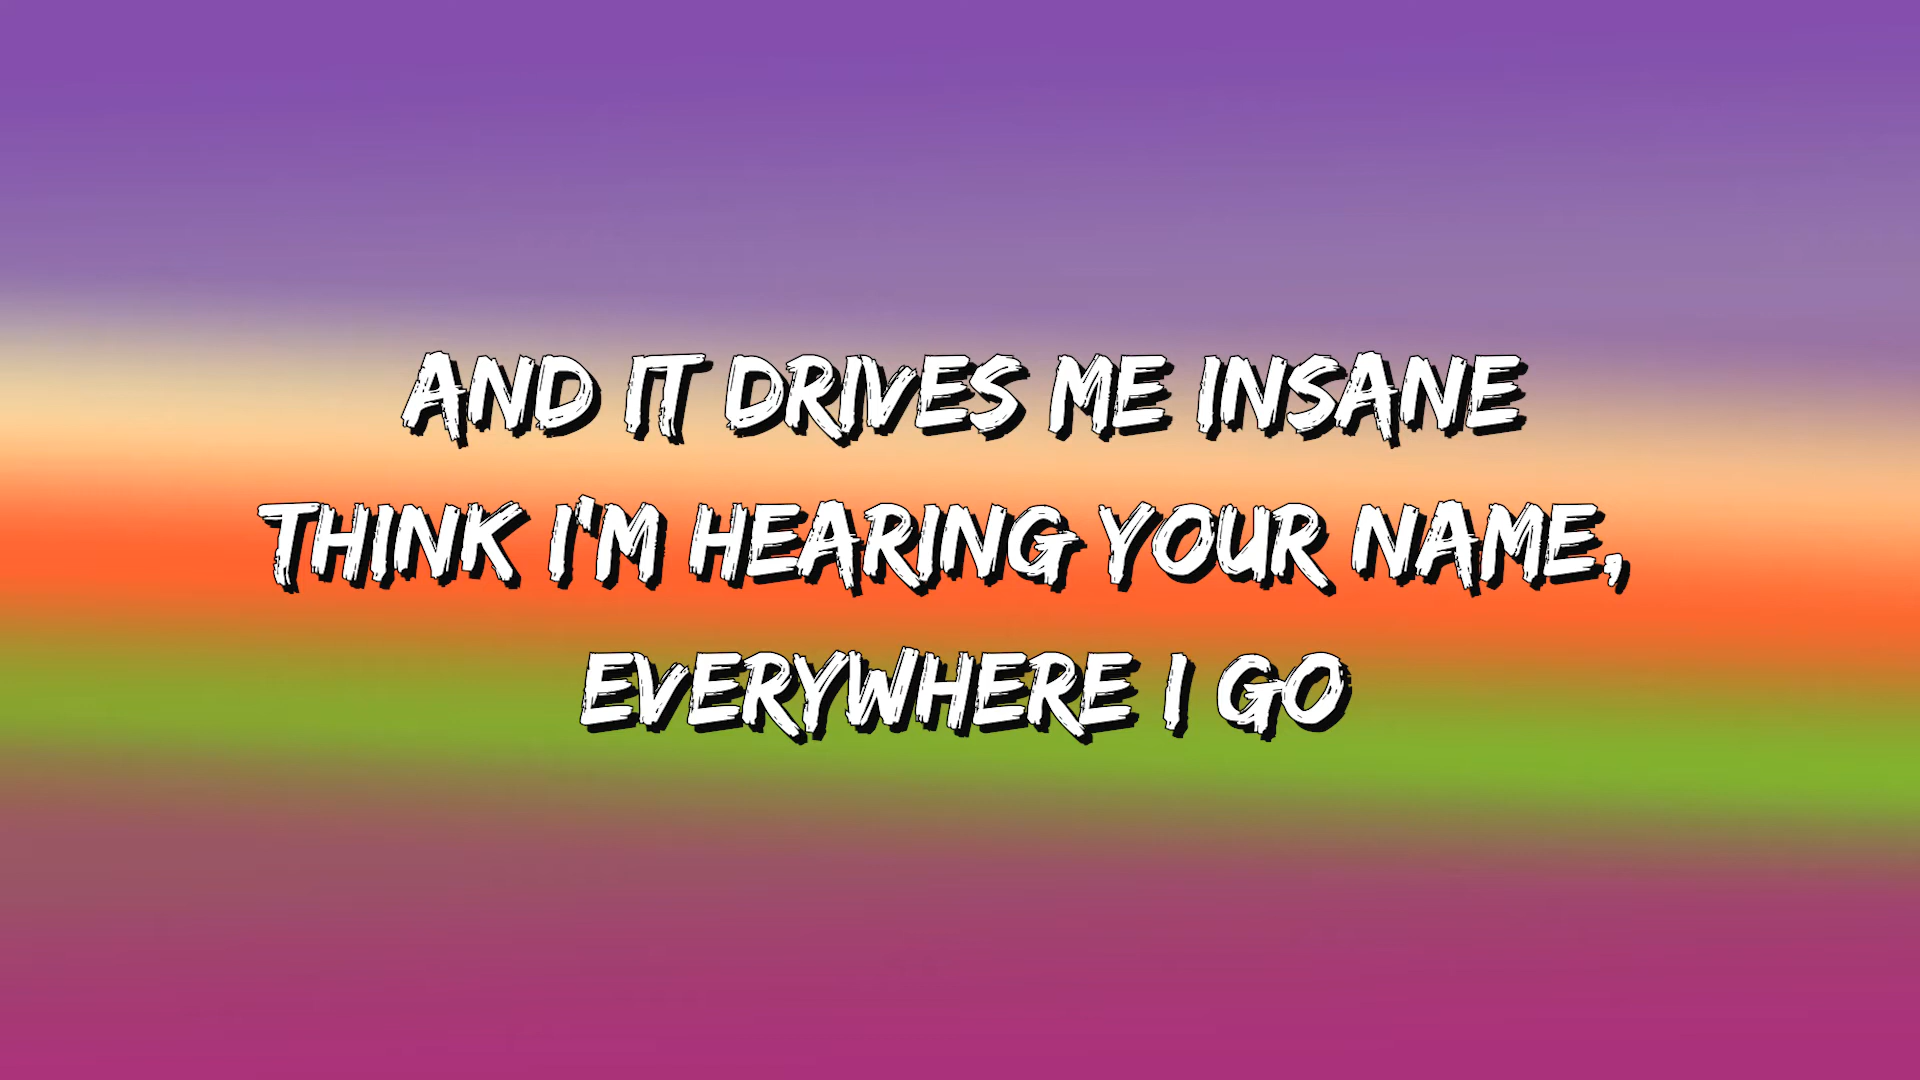 AND IT DRIVES ME INSANE
THINK I'M HEARING YOUR NAME,
EVERYWHERE I GO